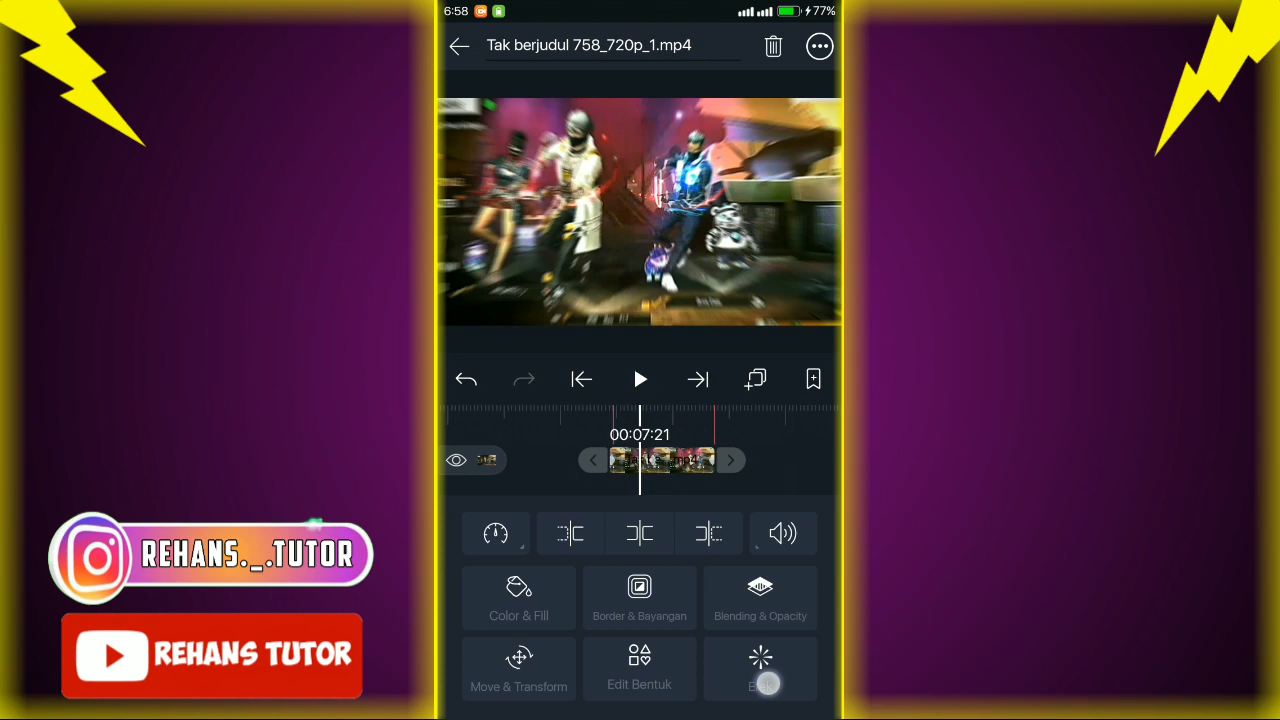 6:58
77%
Tak berjudul 758_720p_1.mp4
00:07:21
Color & Fill
Border & Bayangan
Blending & Opacity
Move & Transform
Edit Bentuk
REHANS._.TUTOR
REHANS TUTOR